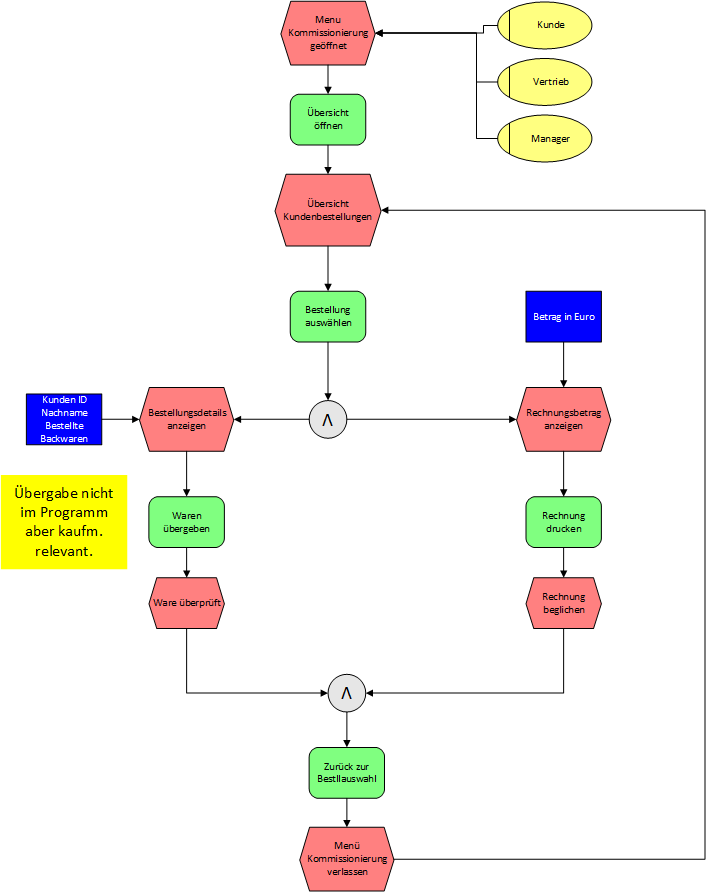 Menu
Kommissionierung
geöffnet
Kunde
Vertrieb
Manager
Übersicht
öffnen
Übersicht
Kundenbestellungen
Bestellung
auswählen
Betrag in Euro
Kunden ID
Nachname
Bestellte
Backwaren
Bestellungsdetails
anzeigen
Λ
Rechnungsbetrag
anzeigen
Übergabe nicht
im Programm
aber kaufm.
relevant.
Waren
übergeben
Rechnung
drucken
Ware überprüft
Rechnung
beglichen
Λ
Zurück zur
Bestllauswahl
Menü
Kommissionierung
verlassen